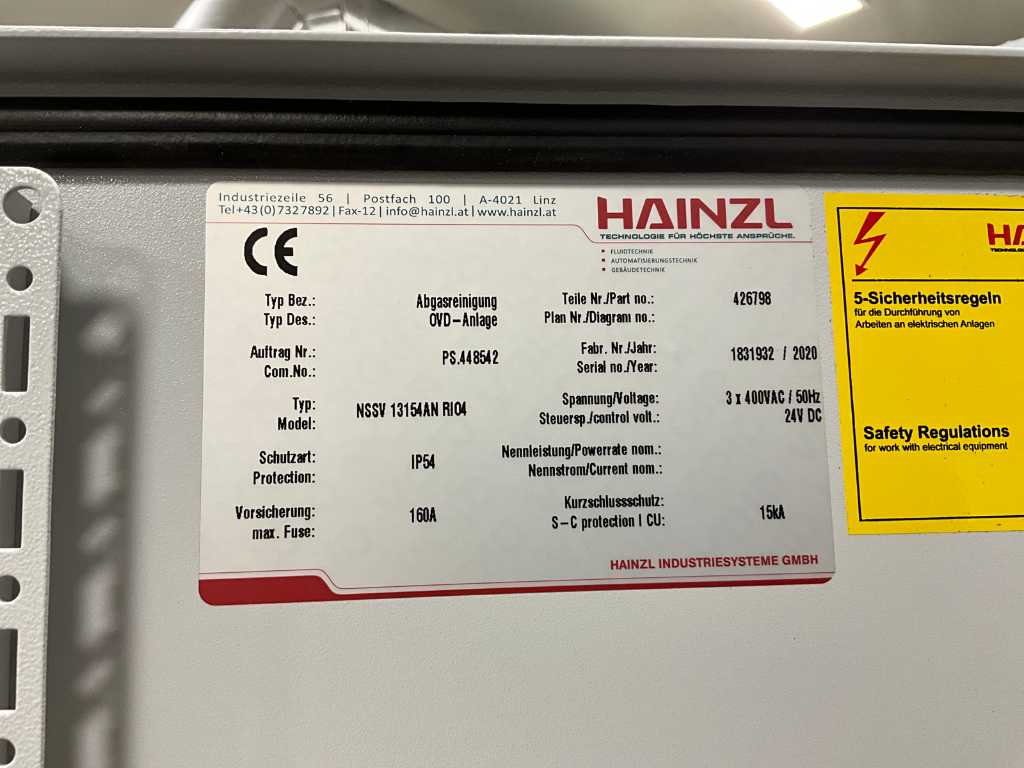 Industriezeile 56 | Postfach 100 | A-4021 Linz
Tel+43(0)7327892 | Fax-12 | info@hainzl.at | www.hainzl.at
HAINZL
TECHNOLOGIE FÜR HÖCHSTE ANSPRÜCHE.
▪ FLUIDTECHNIK
▪ AUTOMATISIERUNGSTECHNIK
▪ GEBÄUDETECHNIK
CE
Typ Bez.: Abgasreinigung
Typ Des.: OVD-Anlage
Teile Nr./Part no.: 426798
Plan Nr./Diagram no.:
Auftrag Nr.: PS.448542
Com.No.:
Fabr. Nr./Jahr: 1831932 / 2020
Serial no./Year:
Typ: NSSV 13154AN RIO4
Model:
Spannung/Voltage: 3 x 400VAC / 50Hz
Steuersp./control volt.: 24V DC
Schutzart: IP54
Protection:
Nennleistung/Powerrate nom.:
Nennstrom/Current nom.:
Vorsicherung: 160A
max. Fuse:
Kurzschlussschutz: 15kA
S-C protection I CU:
HAINZL INDUSTRIESYSTEME GMBH
5-Sicherheitsregeln
für die Durchführung von
Arbeiten an elektrischen Anlagen
Safety Regulations
for work with electrical equipment